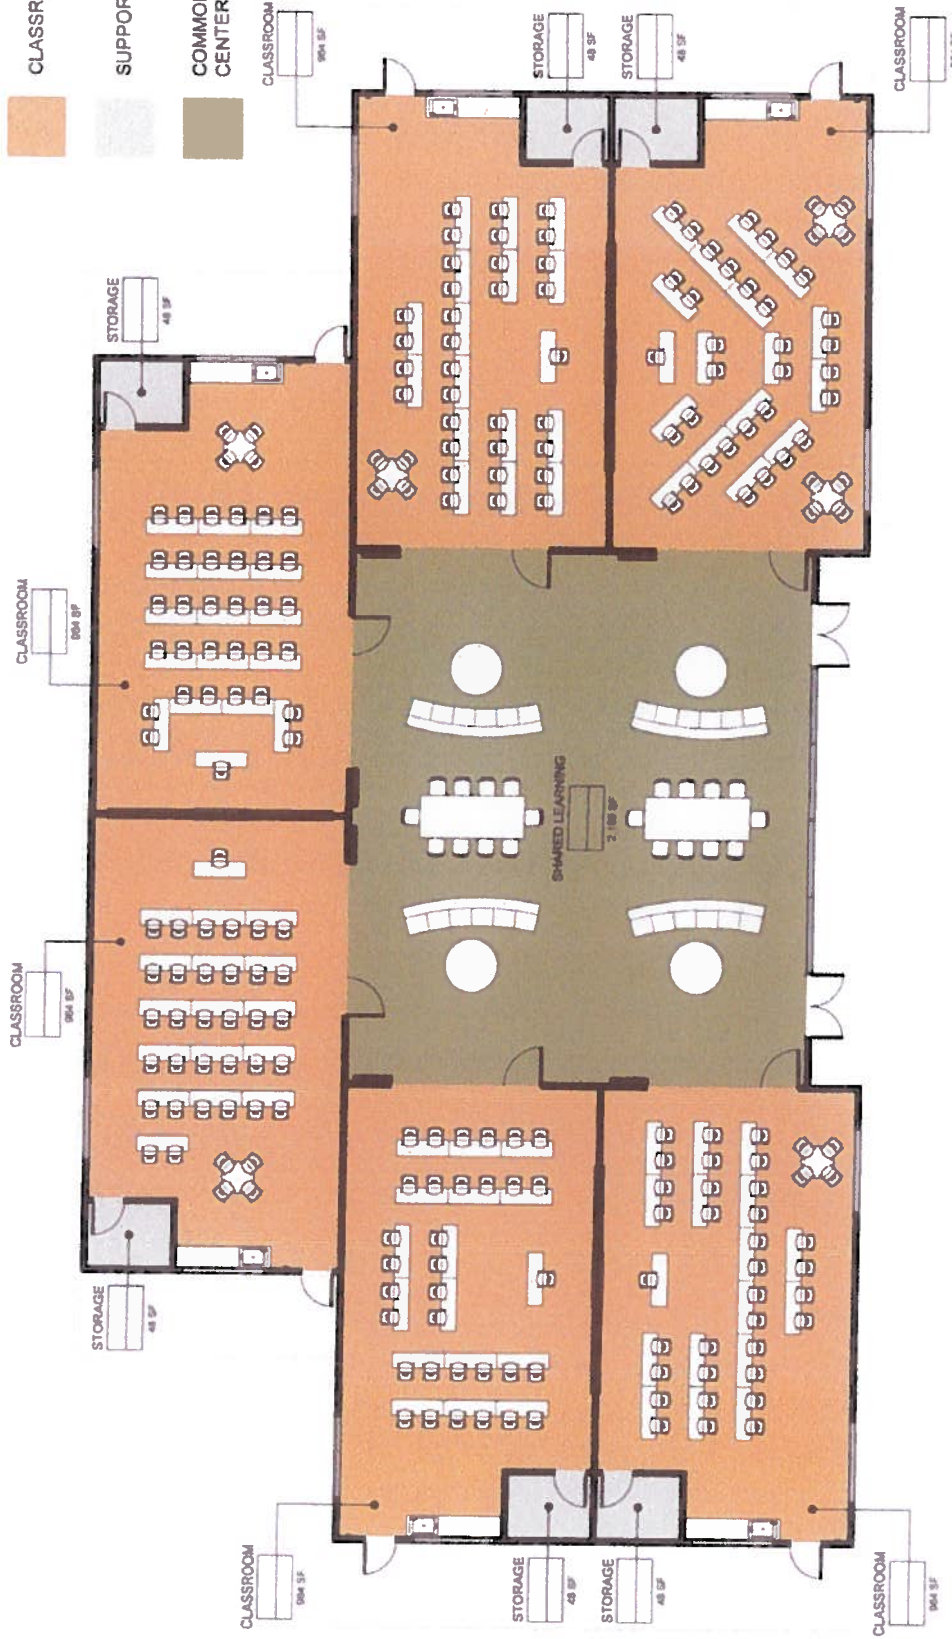 CLASSR
SUPPOR
COMMO
CENTER
CLASSROOM
984 SF
STORAGE
48 SF
STORAGE
48 SF
CLASSROOM
STORAGE
48 SF
CLASSROOM
984 SF
CLASSROOM
984 SF
SHARED LEARNING
STORAGE
48 SF
CLASSROOM
984 SF
STORAGE
48 SF
STORAGE
48 SF
CLASSROOM
984 SF